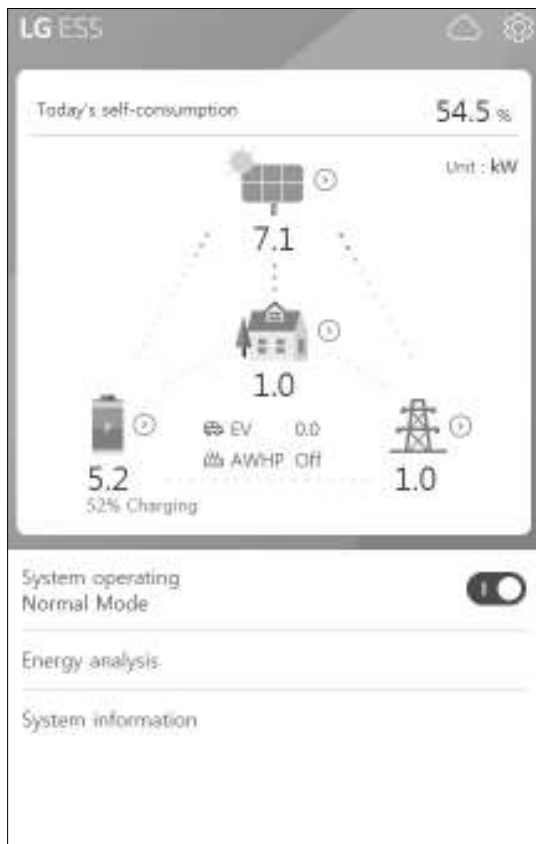 LG ESS
Today's self-consumption 54.5 %
Unit : kW
7.1
1.0
EV 0.0
AWHP Off
5.2
52% Charging
1.0
System operating
Normal Mode
Energy analysis
System information